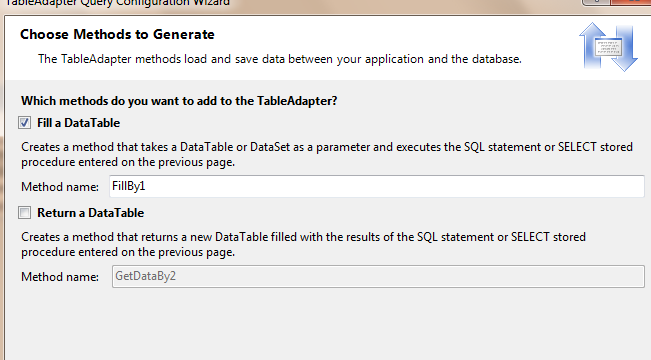 TableAdapter Query Configuration Wizard
Choose Methods to Generate
The TableAdapter methods load and save data between your application and the database.
Which methods do you want to add to the TableAdapter?
Fill a DataTable
Creates a method that takes a DataTable or DataSet as a parameter and executes the SQL statement or SELECT stored
procedure entered on the previous page.
Method name: FillBy1
Return a DataTable
Creates a method that returns a new DataTable filled with the results of the SQL statement or SELECT stored
procedure entered on the previous page.
Method name: GetDataBy2